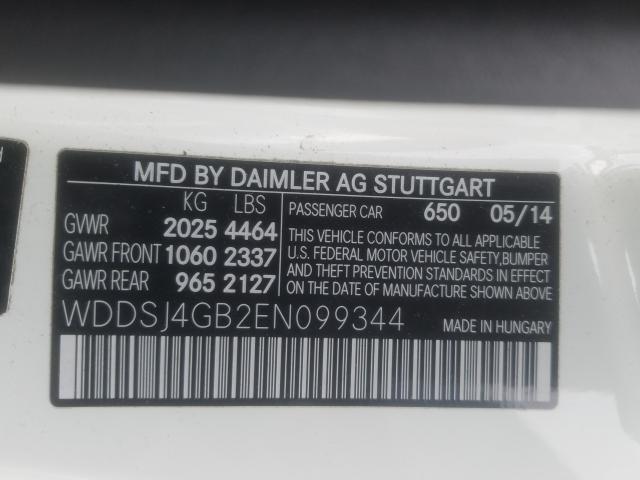 MFD BY DAIMLER AG STUTTGART
KG LBS
GVWR 2025 4464
GAWR FRONT 1060 2337
GAWR REAR 965 2127
PASSENGER CAR 650 05/14
THIS VEHICLE CONFORMS TO ALL APPLICABLE
U.S. FEDERAL MOTOR VEHICLE SAFETY, BUMPER
AND THEFT PREVENTION STANDARDS IN EFFECT
ON THE DATE OF MANUFACTURE SHOWN ABOVE
WDDSJ4GB2EN099344 MADE IN HUNGARY